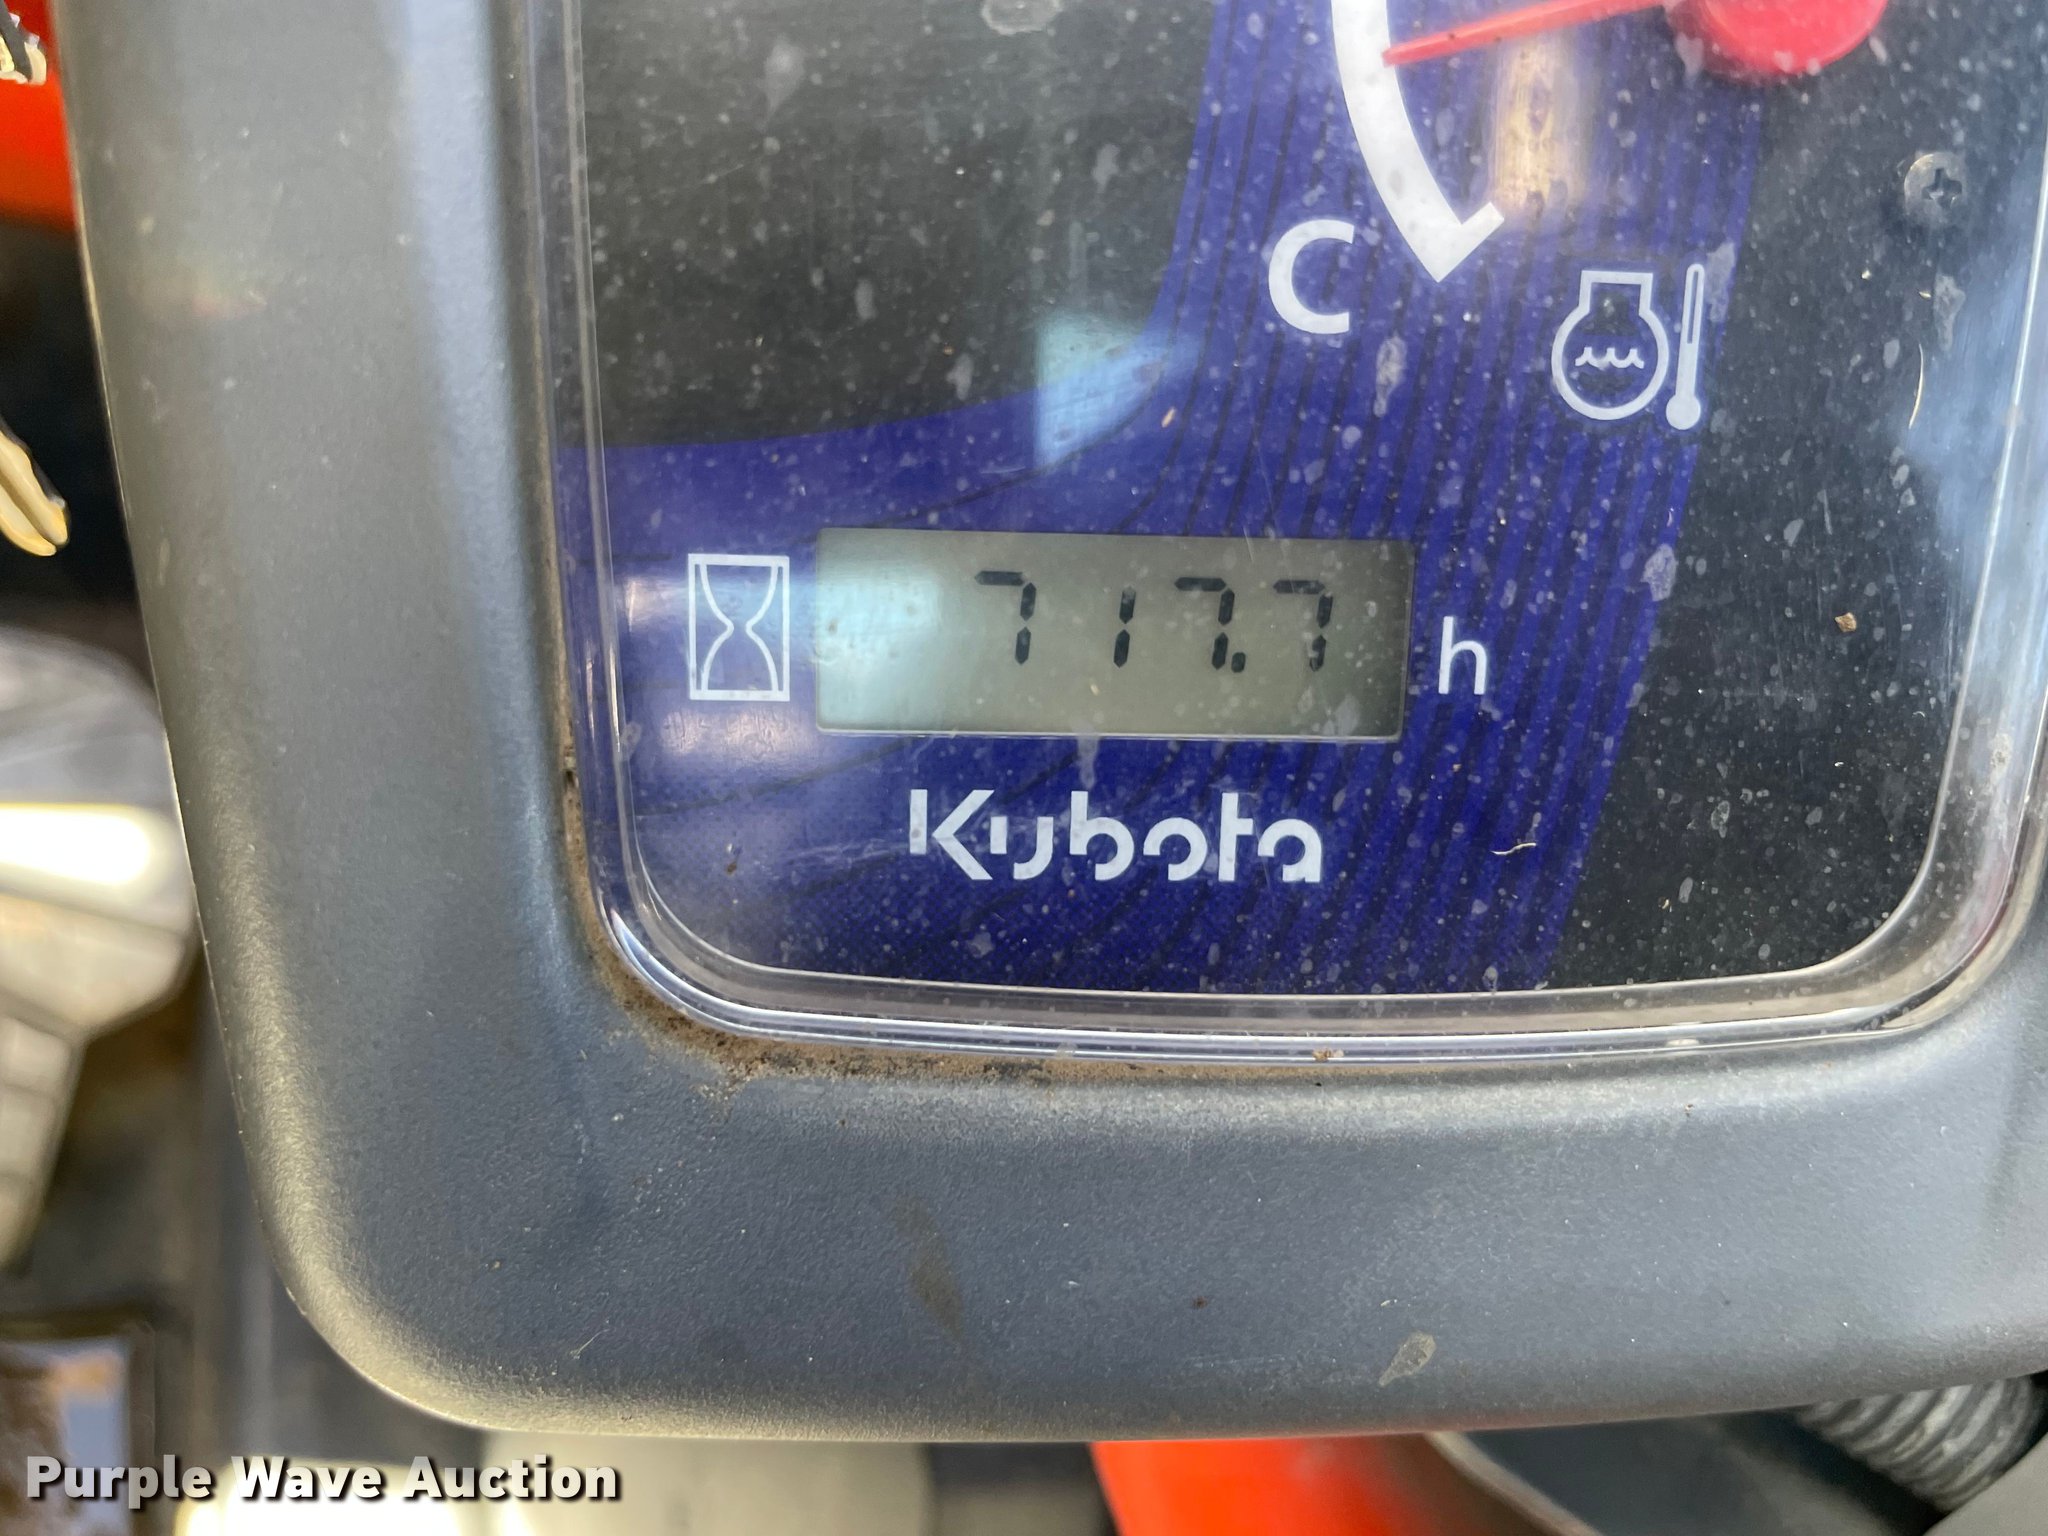 C
717.7 h
Kubota
Purple Wave Auction